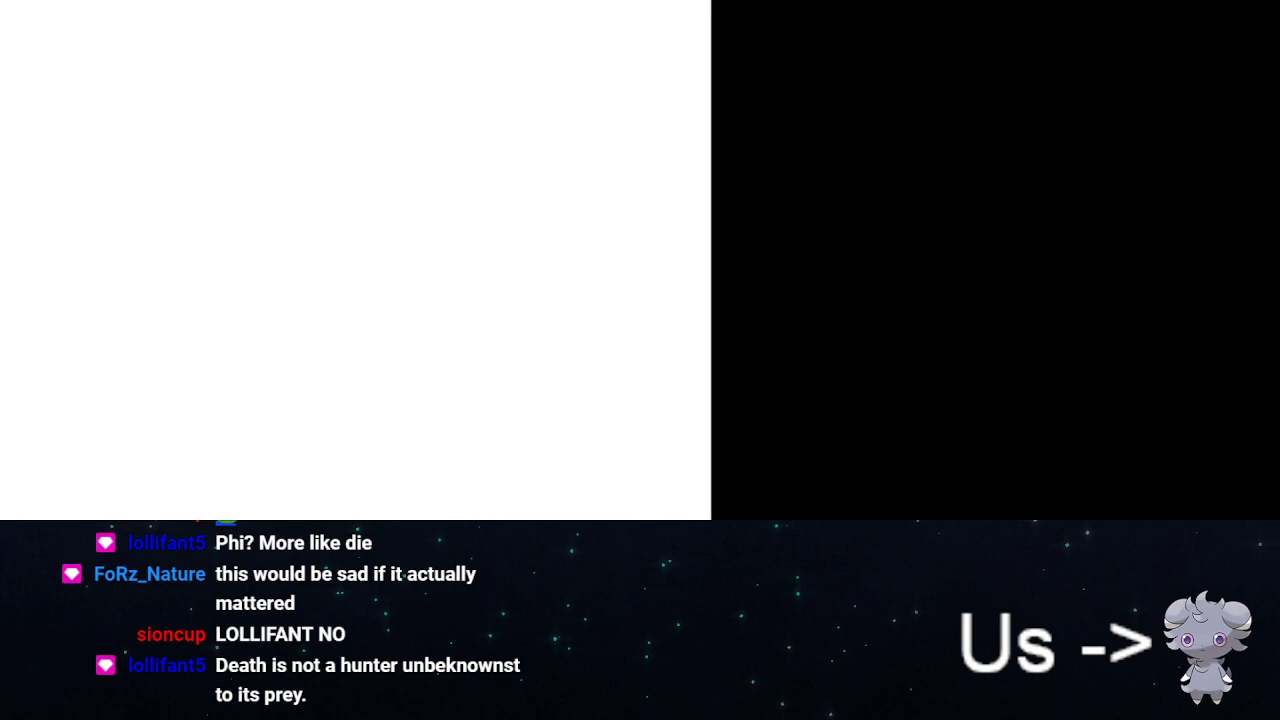 lollifant5 Phi? More like die
FoRz_Nature this would be sad if it actually
mattered
sioncup LOLLIFANT NO
lollifant5 Death is not a hunter unbeknownst
to its prey.
Us ->